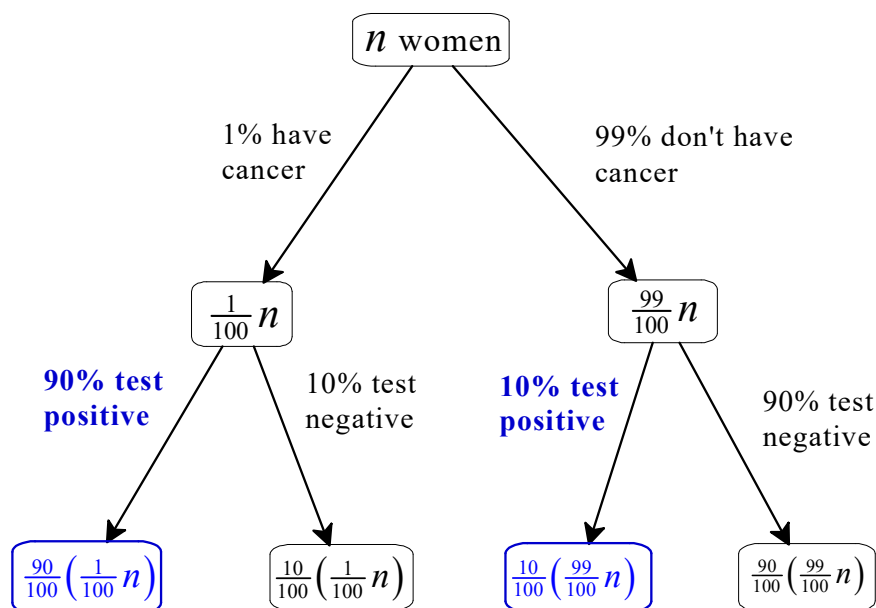 n women
1% have
cancer
99% don't have
cancer
1/100 n
99/100 n
90% test
positive
10% test
negative
10% test
positive
90% test
negative
90/100 (1/100 n)
10/100 (1/100 n)
10/100 (99/100 n)
90/100 (99/100 n)